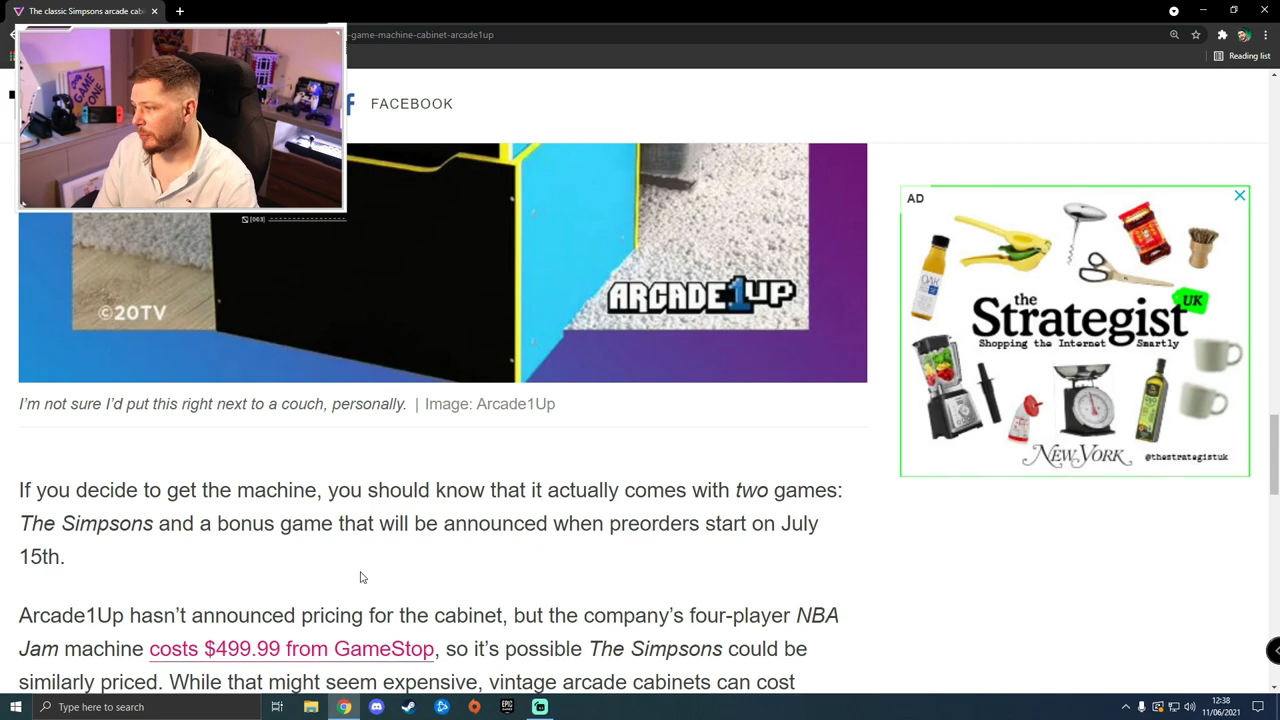 The classic Simpsons arcade cabi
-game-machine-cabinet-arcade1up
Reading list
FACEBOOK
GAME
ON
[003]
©20TV
ARCADE1UP
I'm not sure I'd put this right next to a couch, personally. | Image: Arcade1Up
AD
the
Strategist
UK
Shopping the Internet Smartly
NEW YORK
@thestrategistuk
If you decide to get the machine, you should know that it actually comes with two games:
The Simpsons and a bonus game that will be announced when preorders start on July
15th.
Arcade1Up hasn't announced pricing for the cabinet, but the company's four-player NBA
Jam machine costs $499.99 from GameStop, so it's possible The Simpsons could be
similarly priced. While that might seem expensive, vintage arcade cabinets can cost
Type here to search
EPIC
12:38
11/06/2021